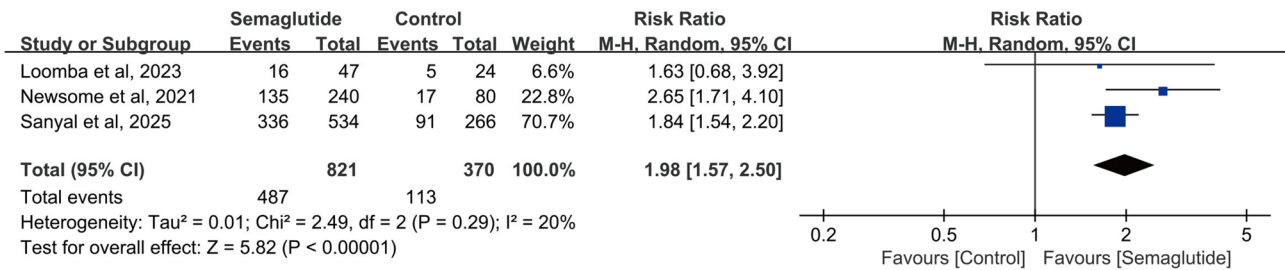 Semaglutide Control Risk Ratio Risk Ratio
Study or Subgroup Events Total Events Total Weight M-H, Random, 95% CI M-H, Random, 95% CI
Loomba et al, 2023 16 47 5 24 6.6% 1.63 [0.68, 3.92]
Newsome et al, 2021 135 240 17 80 22.8% 2.65 [1.71, 4.10]
Sanyal et al, 2025 336 534 91 266 70.7% 1.84 [1.54, 2.20]
Total (95% CI) 821 370 100.0% 1.98 [1.57, 2.50]
Total events 487 113
Heterogeneity: Tau² = 0.01; Chi² = 2.49, df = 2 (P = 0.29); I² = 20%
Test for overall effect: Z = 5.82 (P < 0.00001)
0.2 0.5 1 2 5
Favours [Control] Favours [Semaglutide]